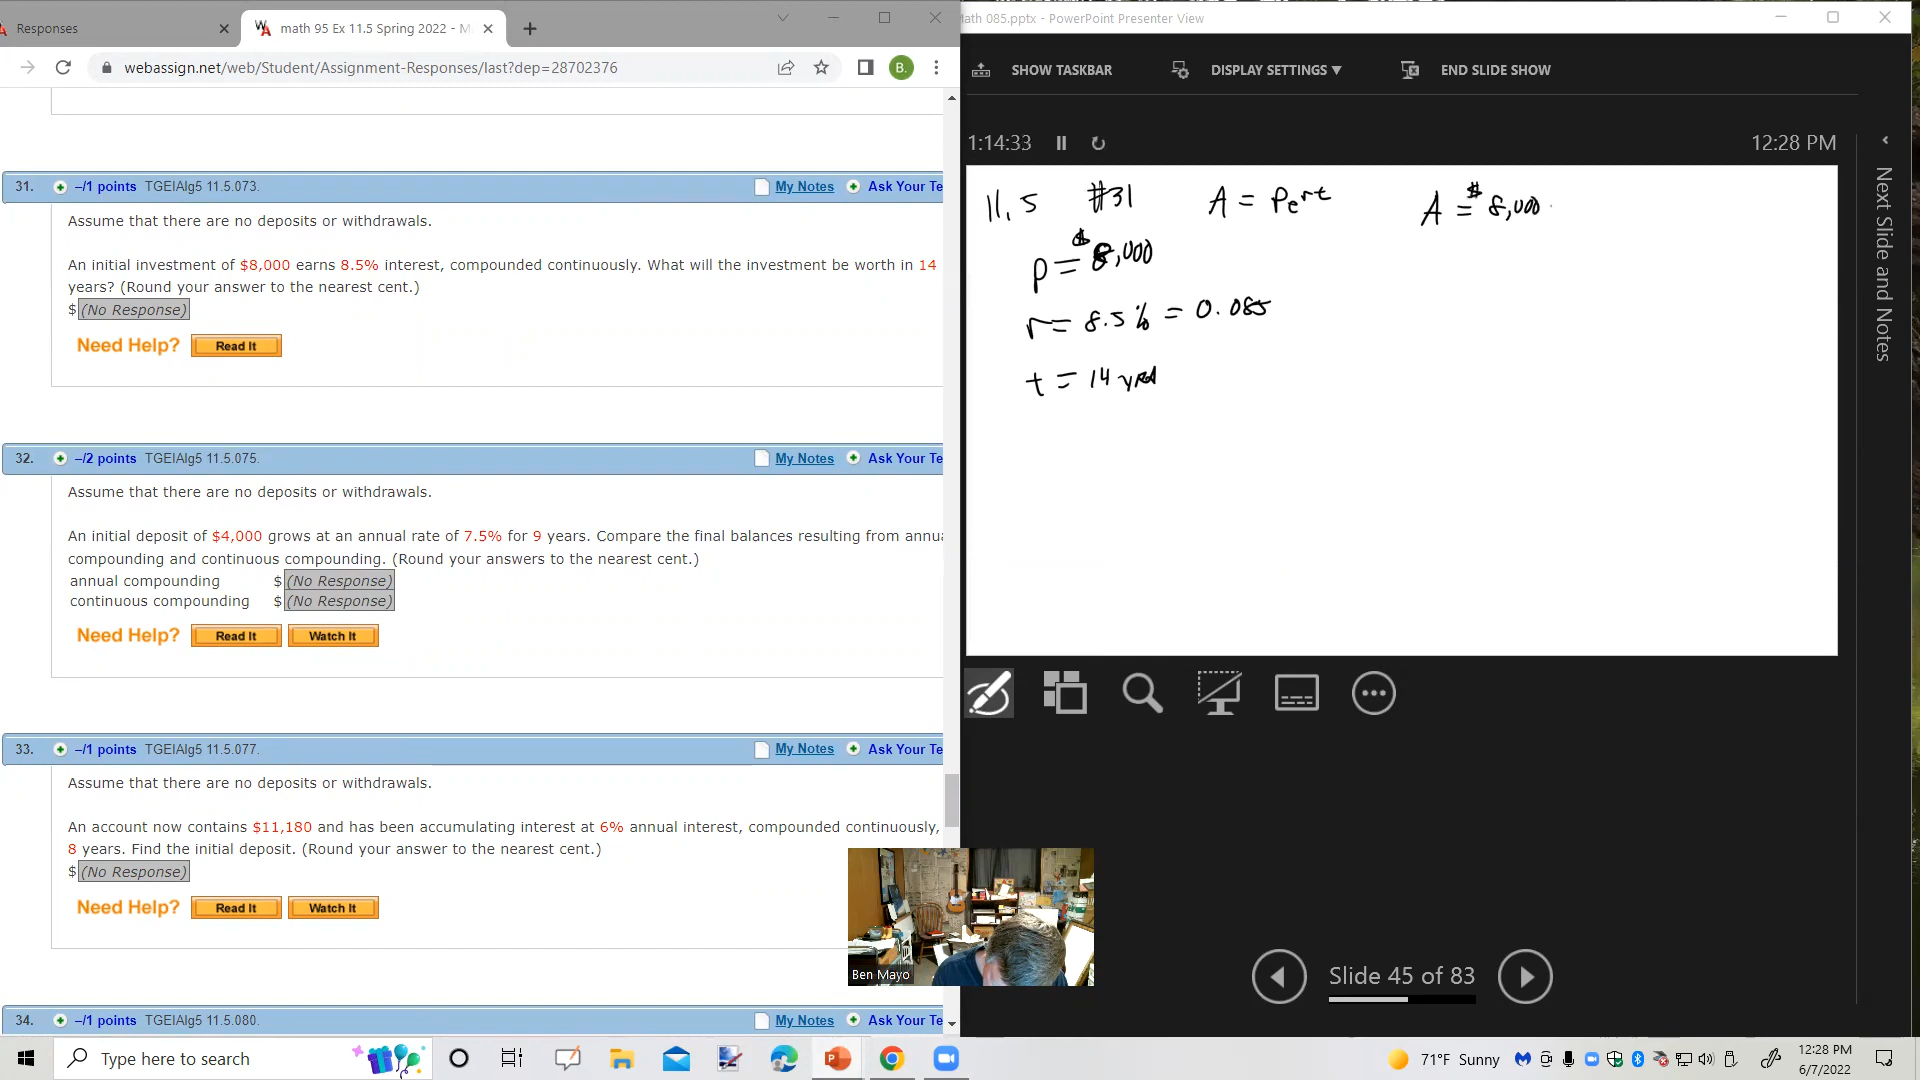 Responses
math 95 Ex 11.5 Spring 2022 - M
webassign.net/web/Student/Assignment-Responses/last?dep=28702376
B.
31. –/1 points TGEIAlg5 11.5.073. My Notes Ask Your Te
Assume that there are no deposits or withdrawals.
An initial investment of $8,000 earns 8.5% interest, compounded continuously. What will the investment be worth in 14
years? (Round your answer to the nearest cent.)
$ (No Response)
Need Help? Read It
32. –/2 points TGEIAlg5 11.5.075. My Notes Ask Your Te
Assume that there are no deposits or withdrawals.
An initial deposit of $4,000 grows at an annual rate of 7.5% for 9 years. Compare the final balances resulting from annua
compounding and continuous compounding. (Round your answers to the nearest cent.)
annual compounding $ (No Response)
continuous compounding $ (No Response)
Need Help? Read It Watch It
33. –/1 points TGEIAlg5 11.5.077. My Notes Ask Your Te
Assume that there are no deposits or withdrawals.
An account now contains $11,180 and has been accumulating interest at 6% annual interest, compounded continuously,
8 years. Find the initial deposit. (Round your answer to the nearest cent.)
$ (No Response)
Need Help? Read It Watch It
34. –/1 points TGEIAlg5 11.5.080. My Notes Ask Your Te
Math 085.pptx - PowerPoint Presenter View
SHOW TASKBAR DISPLAY SETTINGS ▼ END SLIDE SHOW
1:14:33 12:28 PM
11.5 #31 A = Pert A = $8,000
P = $8,000
r = 8.5% = 0.085
t = 14
Next Slide and Notes
Slide 45 of 83
Ben Mayo
Type here to search
71°F Sunny
12:28 PM
6/7/2022